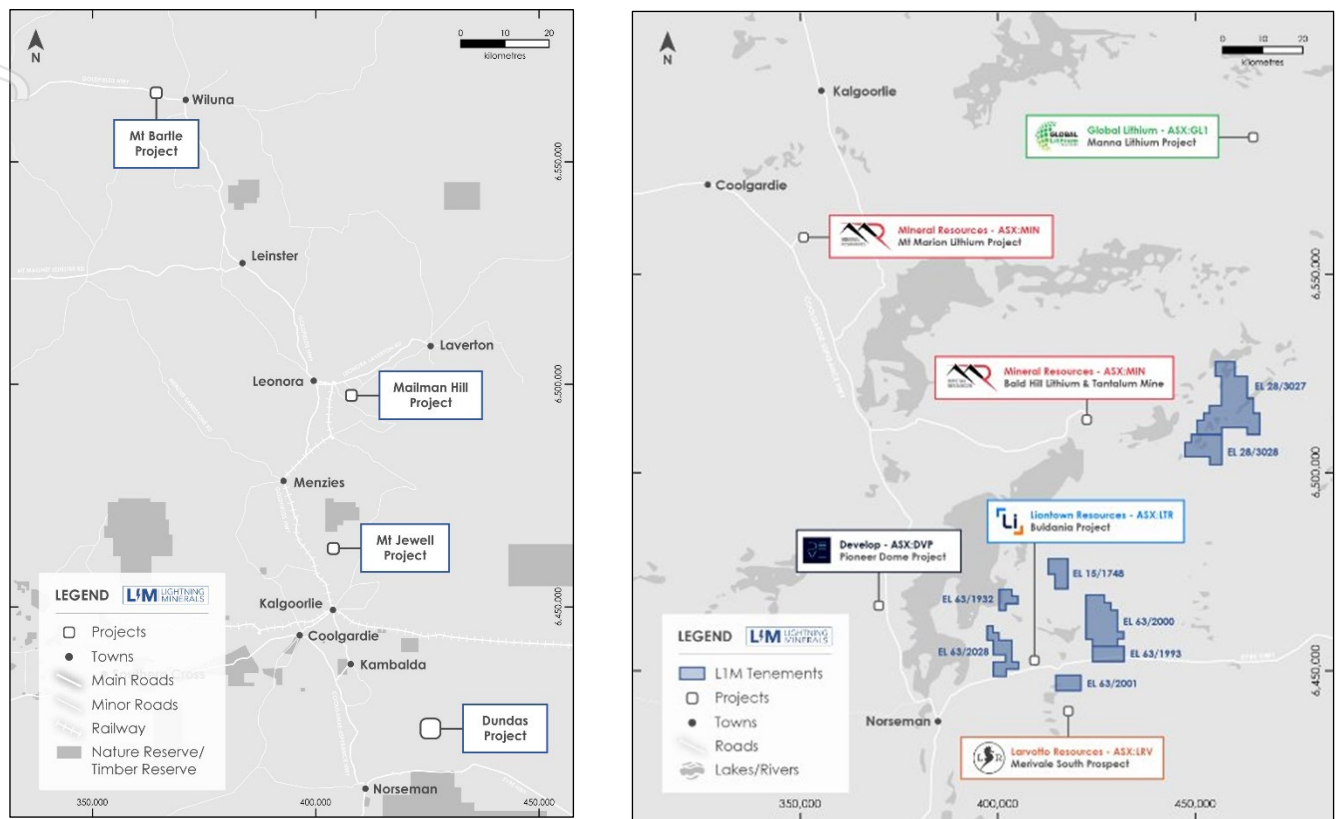 N
0 10 20
kilometres
GOLDFIELDS HWY
Wiluna
Mt Bartle
Project
6,550,000
Leinster
Laverton
Leonora
Mailman Hill
Project
6,500,000
Menzies
Mt Jewell
Project
Kalgoorlie
6,450,000
Coolgardie
Kambalda
Dundas
Project
Norseman
LEGEND L1M LIGHTNING MINERALS
Projects
Towns
Main Roads
Minor Roads
Railway
Nature Reserve/
Timber Reserve
350,000 400,000 450,000
N
0 10 20
kilometres
Kalgoorlie
Global Lithium - ASX:GL1
Manna Lithium Project
Coolgardie
Mineral Resources - ASX:MIN
Mt Marion Lithium Project
6,550,000
Mineral Resources - ASX:MIN
Bald Hill Lithium & Tantalum Mine
EL 28/3027
EL 28/3028
6,500,000
Liontown Resources - ASX:LTR
Buldania Project
Li
Develop - ASX:DVP
Pioneer Dome Project
EL 15/1748
EL 63/1932
EL 63/2000
EL 63/2028
EL 63/1993
6,450,000
EL 63/2001
Norseman
Larvotto Resources - ASX:LRV
Merivale South Prospect
LEGEND L1M LIGHTNING MINERALS
L1M Tenements
Projects
Towns
Roads
Lakes/Rivers
350,000 400,000 450,000